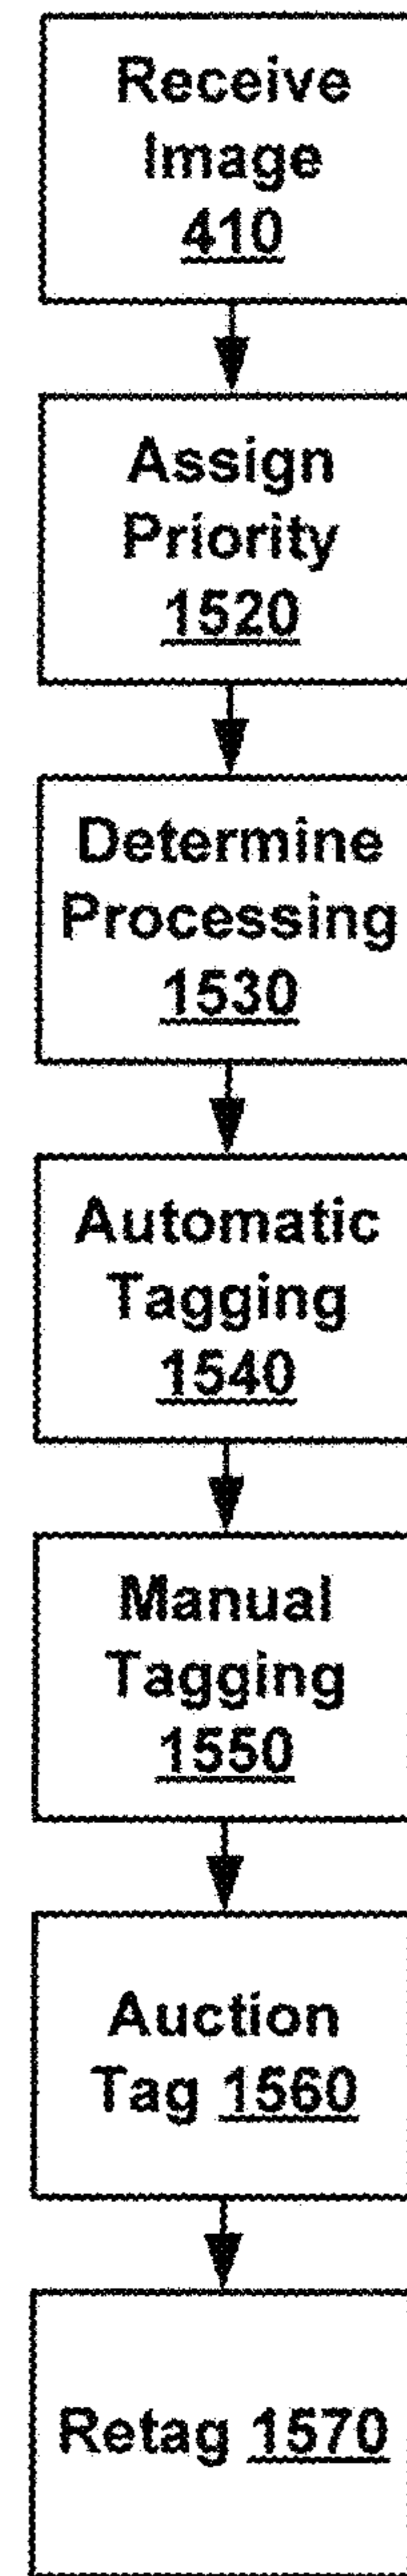 Receive
Image
410
Assign
Priority
1520
Determine
Processing
1530
Automatic
Tagging
1540
Manual
Tagging
1550
Auction
Tag 1560
Retag 1570